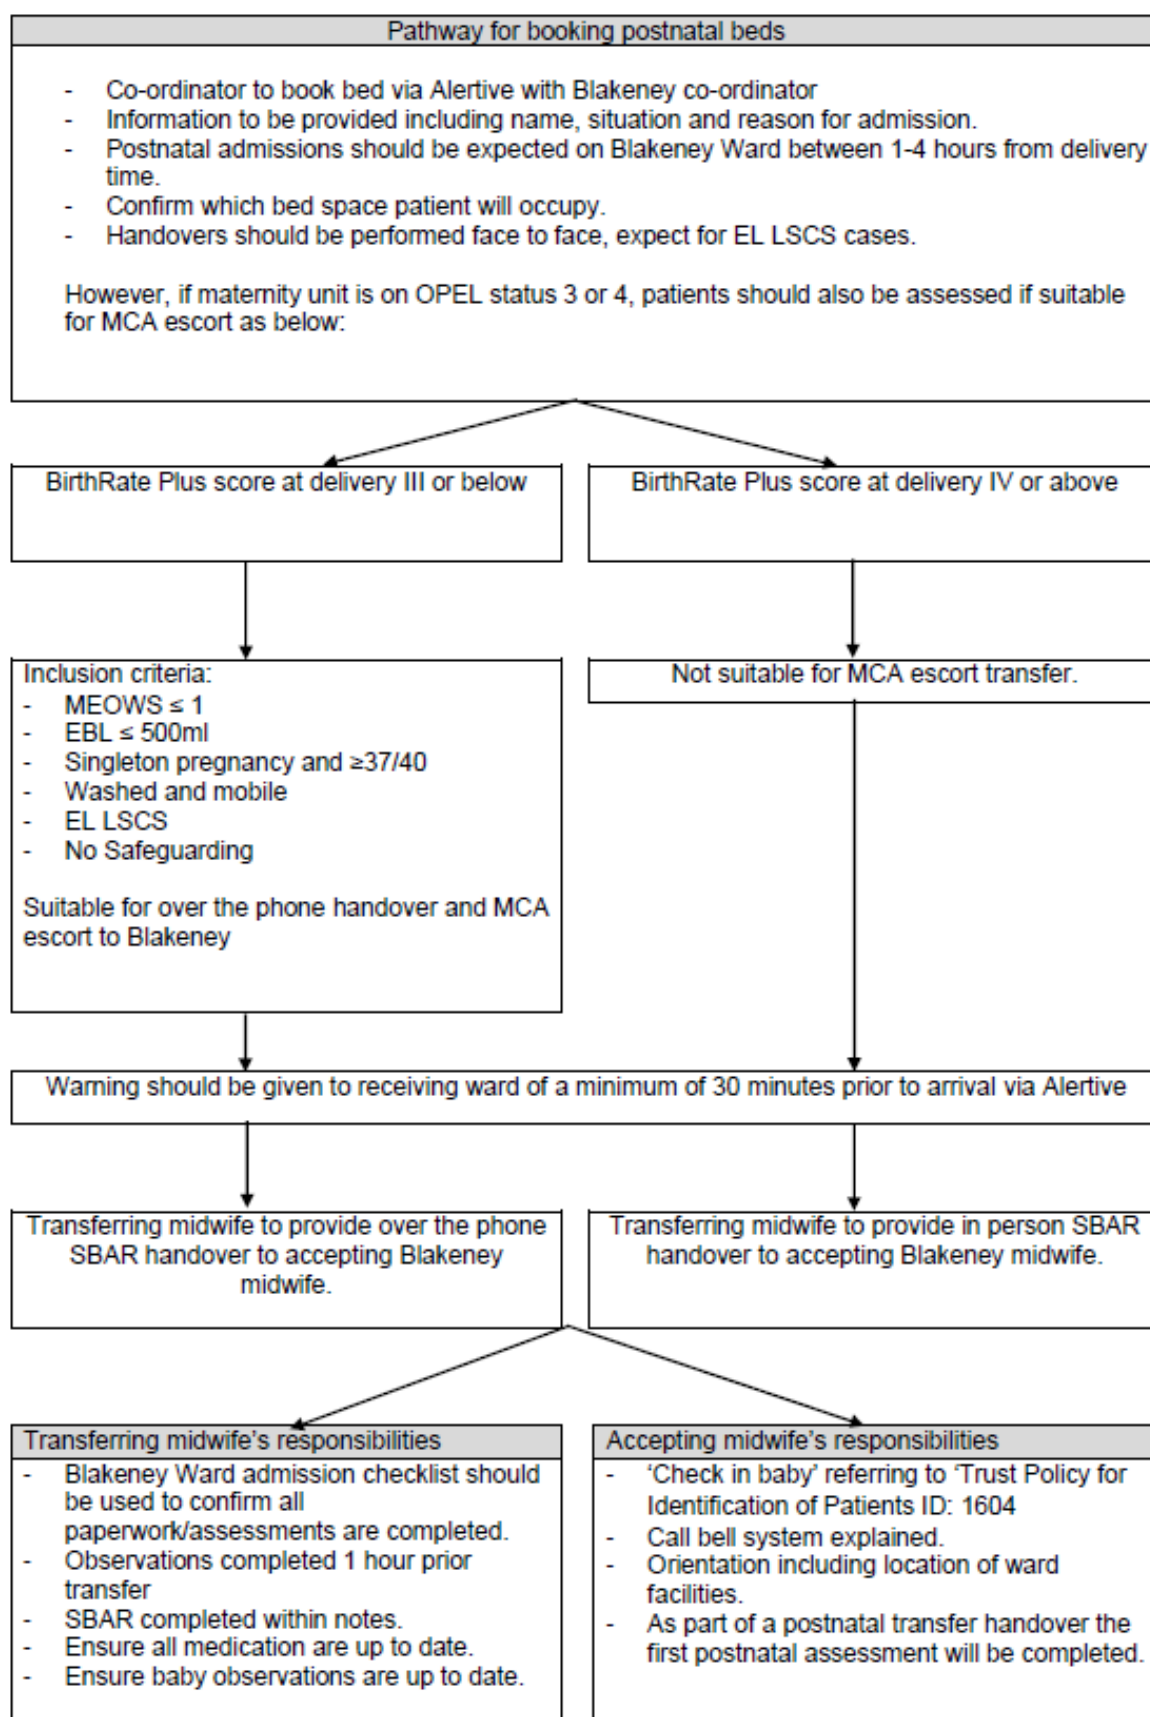 Pathway for booking postnatal beds
- Co-ordinator to book bed via Alertive with Blakeney co-ordinator
- Information to be provided including name, situation and reason for admission.
- Postnatal admissions should be expected on Blakeney Ward between 1-4 hours from delivery
time.
- Confirm which bed space patient will occupy.
- Handovers should be performed face to face, expect for EL LSCS cases.
However, if maternity unit is on OPEL status 3 or 4, patients should also be assessed if suitable
for MCA escort as below:
BirthRate Plus score at delivery III or below
BirthRate Plus score at delivery IV or above
Inclusion criteria:
- MEOWS ≤ 1
- EBL ≤ 500ml
- Singleton pregnancy and ≥37/40
- Washed and mobile
- EL LSCS
- No Safeguarding
Suitable for over the phone handover and MCA
escort to Blakeney
Not suitable for MCA escort transfer.
Warning should be given to receiving ward of a minimum of 30 minutes prior to arrival via Alertive
Transferring midwife to provide over the phone
SBAR handover to accepting Blakeney
midwife.
Transferring midwife to provide in person SBAR
handover to accepting Blakeney midwife.
Transferring midwife's responsibilities
- Blakeney Ward admission checklist should
be used to confirm all
paperwork/assessments are completed.
- Observations completed 1 hour prior
transfer
- SBAR completed within notes.
- Ensure all medication are up to date.
- Ensure baby observations are up to date.
Accepting midwife's responsibilities
- ‘Check in baby’ referring to ‘Trust Policy for
Identification of Patients ID: 1604
- Call bell system explained.
- Orientation including location of ward
facilities.
- As part of a postnatal transfer handover the
first postnatal assessment will be completed.